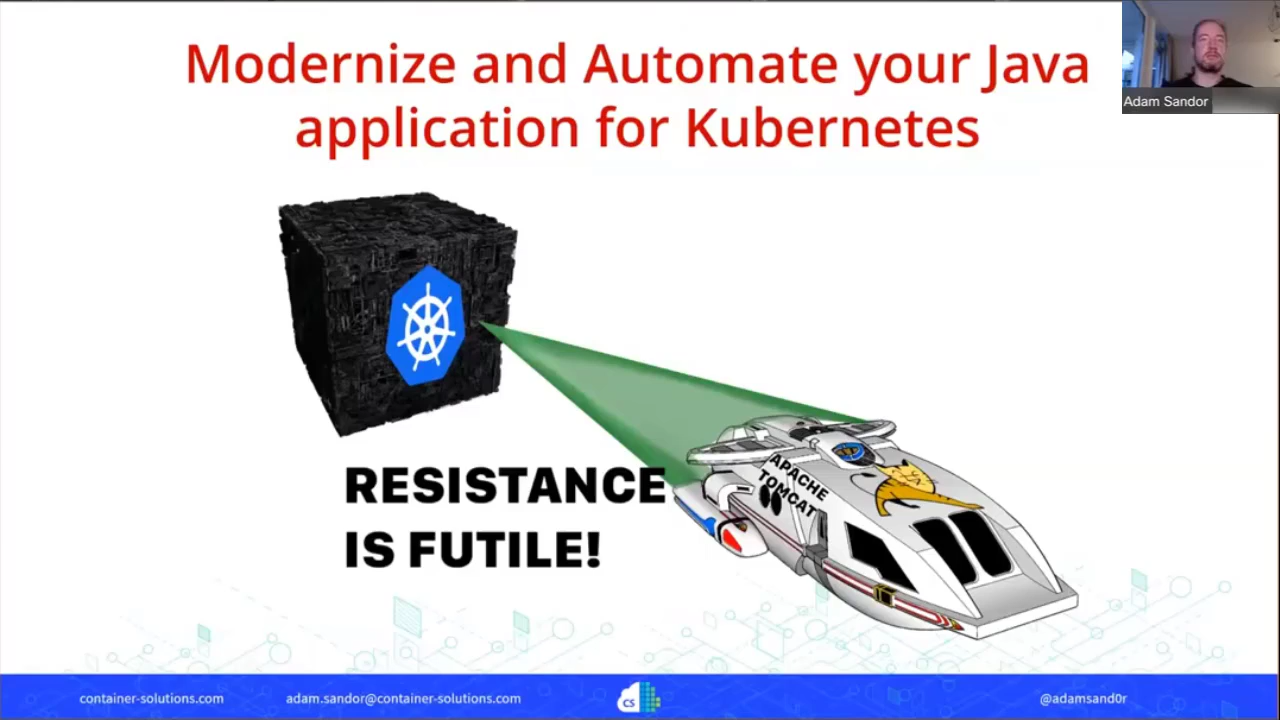 Modernize and Automate your Java
application for Kubernetes
Adam Sandor
APACHE
TOMCAT
RESISTANCE
IS FUTILE!
container-solutions.com
adam.sandor@container-solutions.com
cs
@adamsand0r